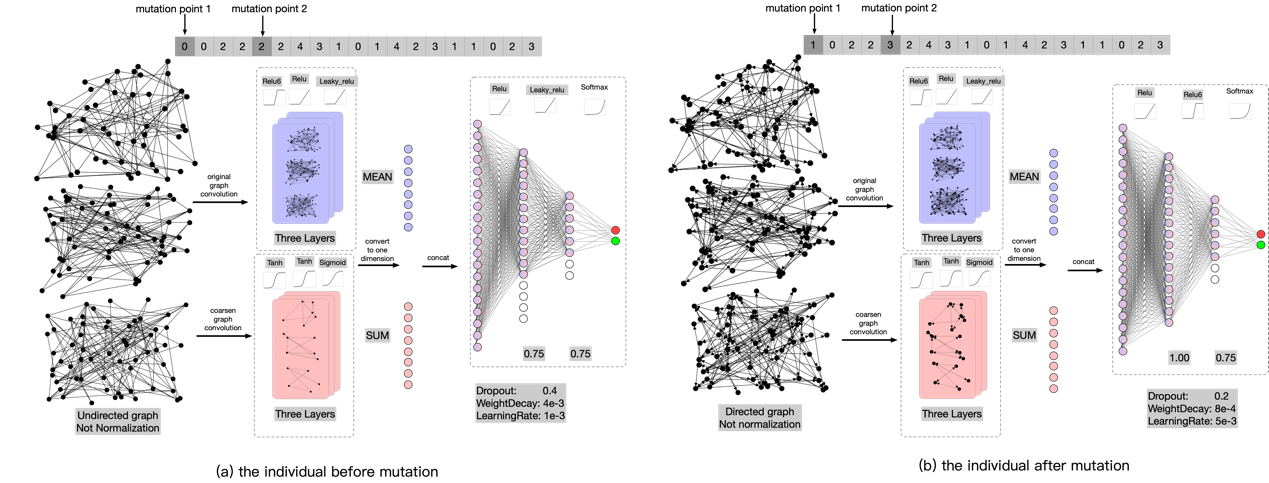 mutation point 1 mutation point 2
0 0 2 2 2 2 4 3 1 0 1 4 2 3 1 1 0 2 3
Relu6 Relu Leaky_relu
Relu Leaky_relu Softmax
original
graph
convolution
MEAN
Three Layers
convert
to one
dimension
concat
Tanh Tanh Sigmoid
coarsen
graph
convolution
SUM
Three Layers
0.75 0.75
Dropout: 0.4
WeightDecay: 4e-3
LearningRate: 1e-3
Undirected graph
Not Normalization
(a) the individual before mutation
mutation point 1 mutation point 2
1 0 2 2 3 2 4 3 1 0 1 4 2 3 1 1 0 2 3
Relu6 Relu Leaky_relu
Relu Relu6 Softmax
original
graph
convolution
MEAN
Three Layers
convert
to one
dimension
concat
Tanh Tanh Sigmoid
coarsen
graph
convolution
SUM
Three Layers
1.00 0.75
Dropout: 0.2
WeightDecay: 8e-4
LearningRate: 5e-3
Directed graph
Not normalization
(b) the individual after mutation